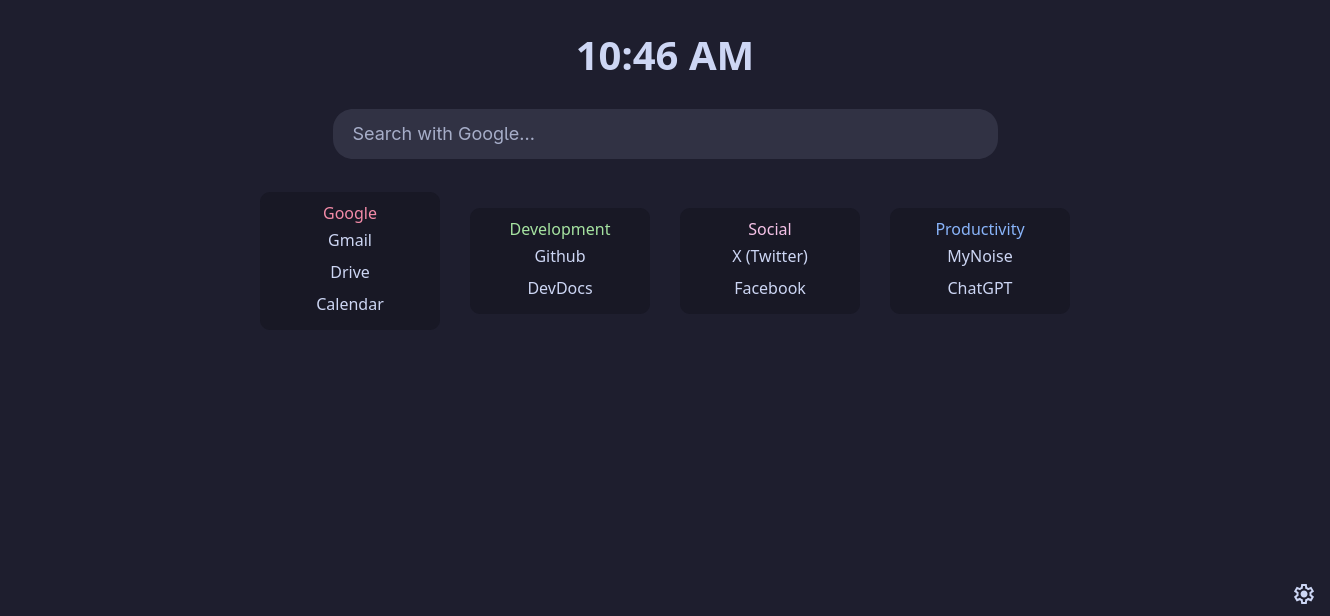 10:46 AM
Search with Google...
Google
Gmail
Drive
Calendar
Development
Github
DevDocs
Social
X (Twitter)
Facebook
Productivity
MyNoise
ChatGPT